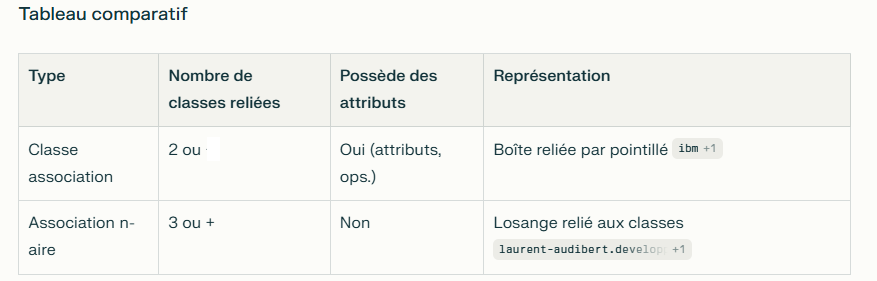 Tableau comparatif
Type
Nombre de
classes reliées
Possède des
attributs
Représentation
Classe
association
2 ou
Oui (attributs,
ops.)
Boîte reliée par pointillé ibm +1
Association n-
aire
3 ou +
Non
Losange relié aux classes
laurent-audibert.develop +1